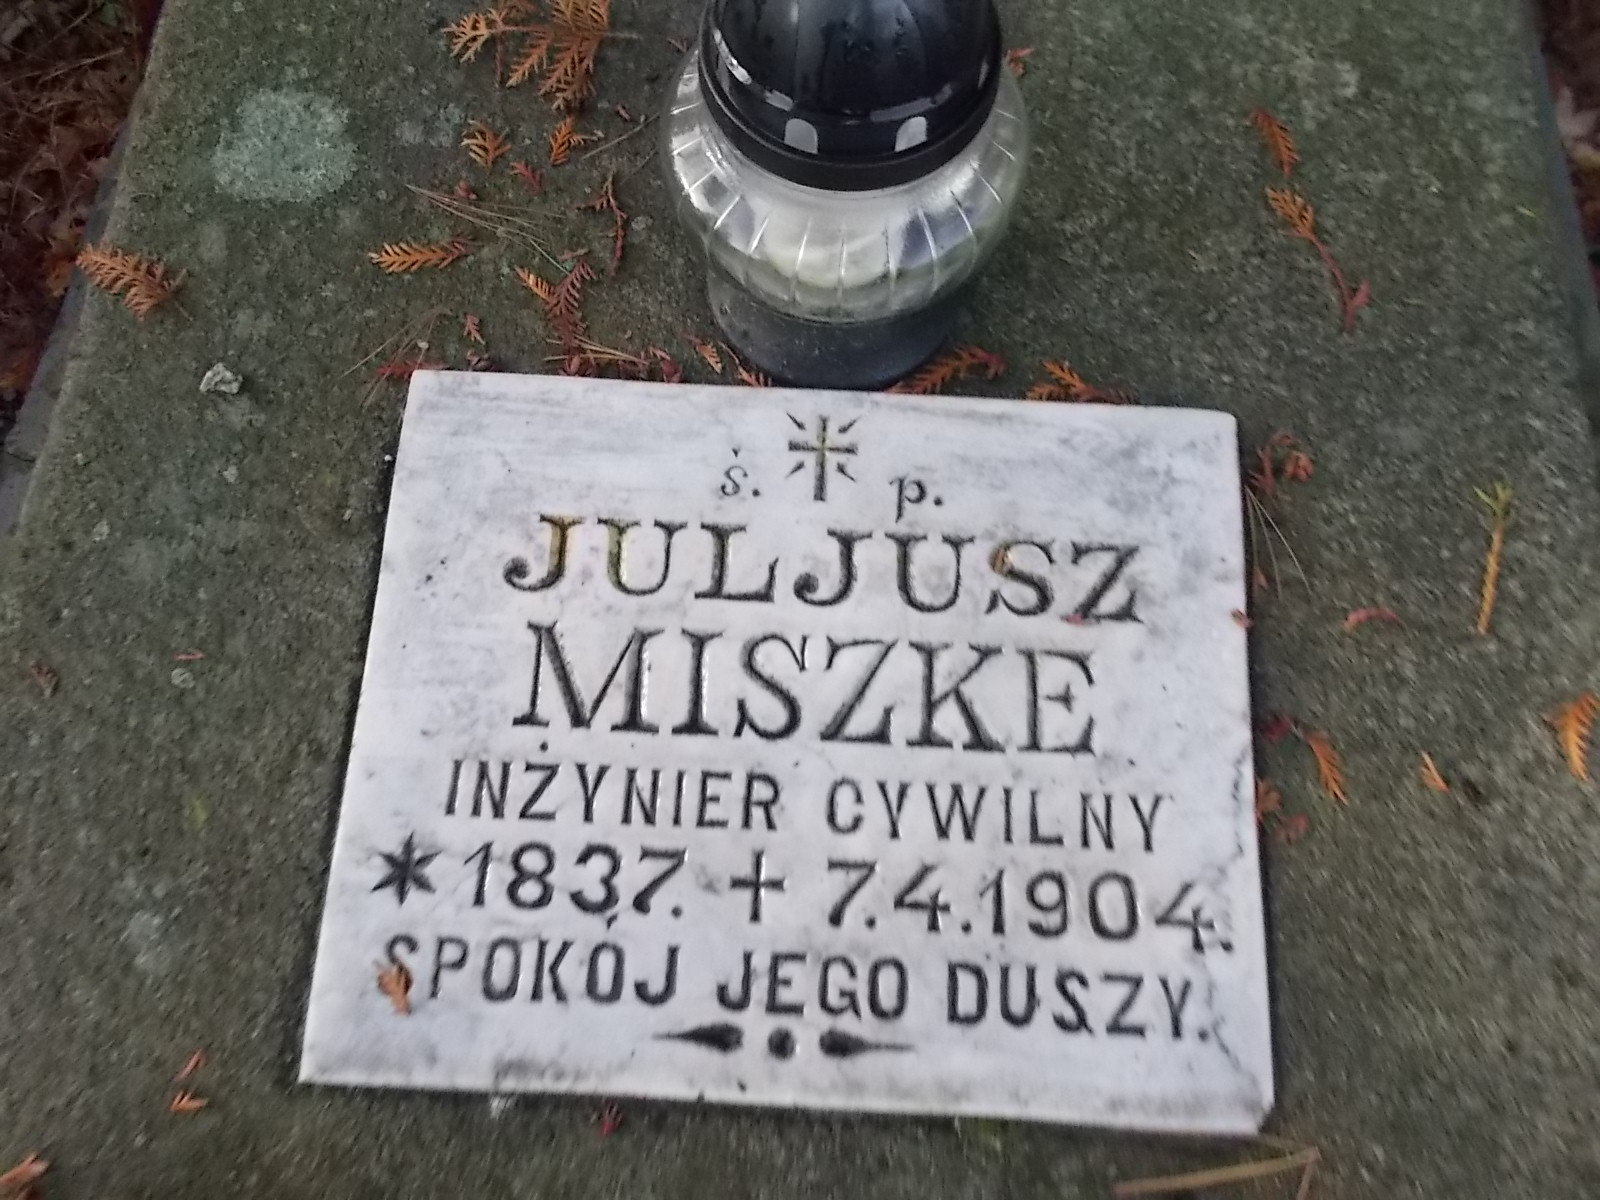 ś. p.
JULJUSZ
MISZKE
INŻYNIER CYWILNY
* 1837. † 7.4.1904.
SPOKÓJ JEGO DUSZY.